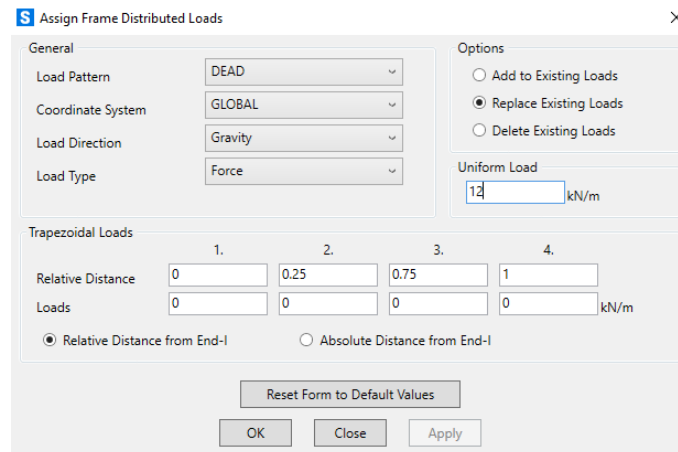 S Assign Frame Distributed Loads
General
Load Pattern DEAD
Coordinate System GLOBAL
Load Direction Gravity
Load Type Force
Options
Add to Existing Loads
Replace Existing Loads
Delete Existing Loads
Uniform Load
12 kN/m
Trapezoidal Loads
1. 2. 3. 4.
Relative Distance 0 0.25 0.75 1
Loads 0 0 0 0 kN/m
Relative Distance from End-I Absolute Distance from End-I
Reset Form to Default Values
OK Close Apply